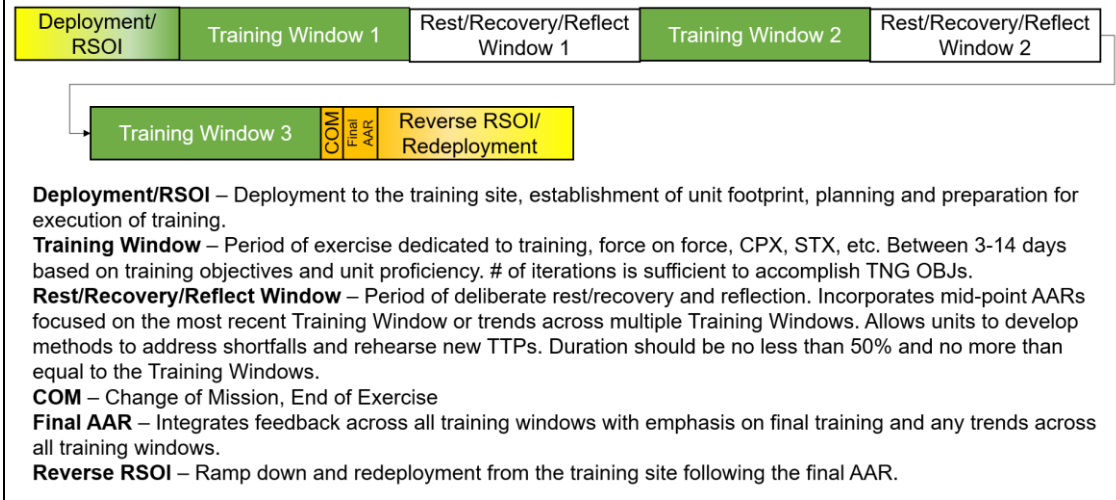 Deployment/
RSOI
Training Window 1
Rest/Recovery/Reflect
Window 1
Training Window 2
Rest/Recovery/Reflect
Window 2
Training Window 3
COM
Final
AAR
Reverse RSOI/
Redeployment
Deployment/RSOI – Deployment to the training site, establishment of unit footprint, planning and preparation for
execution of training.
Training Window – Period of exercise dedicated to training, force on force, CPX, STX, etc. Between 3-14 days
based on training objectives and unit proficiency. # of iterations is sufficient to accomplish TNG OBJs.
Rest/Recovery/Reflect Window – Period of deliberate rest/recovery and reflection. Incorporates mid-point AARs
focused on the most recent Training Window or trends across multiple Training Windows. Allows units to develop
methods to address shortfalls and rehearse new TTPs. Duration should be no less than 50% and no more than
equal to the Training Windows.
COM – Change of Mission, End of Exercise
Final AAR – Integrates feedback across all training windows with emphasis on final training and any trends across
all training windows.
Reverse RSOI – Ramp down and redeployment from the training site following the final AAR.